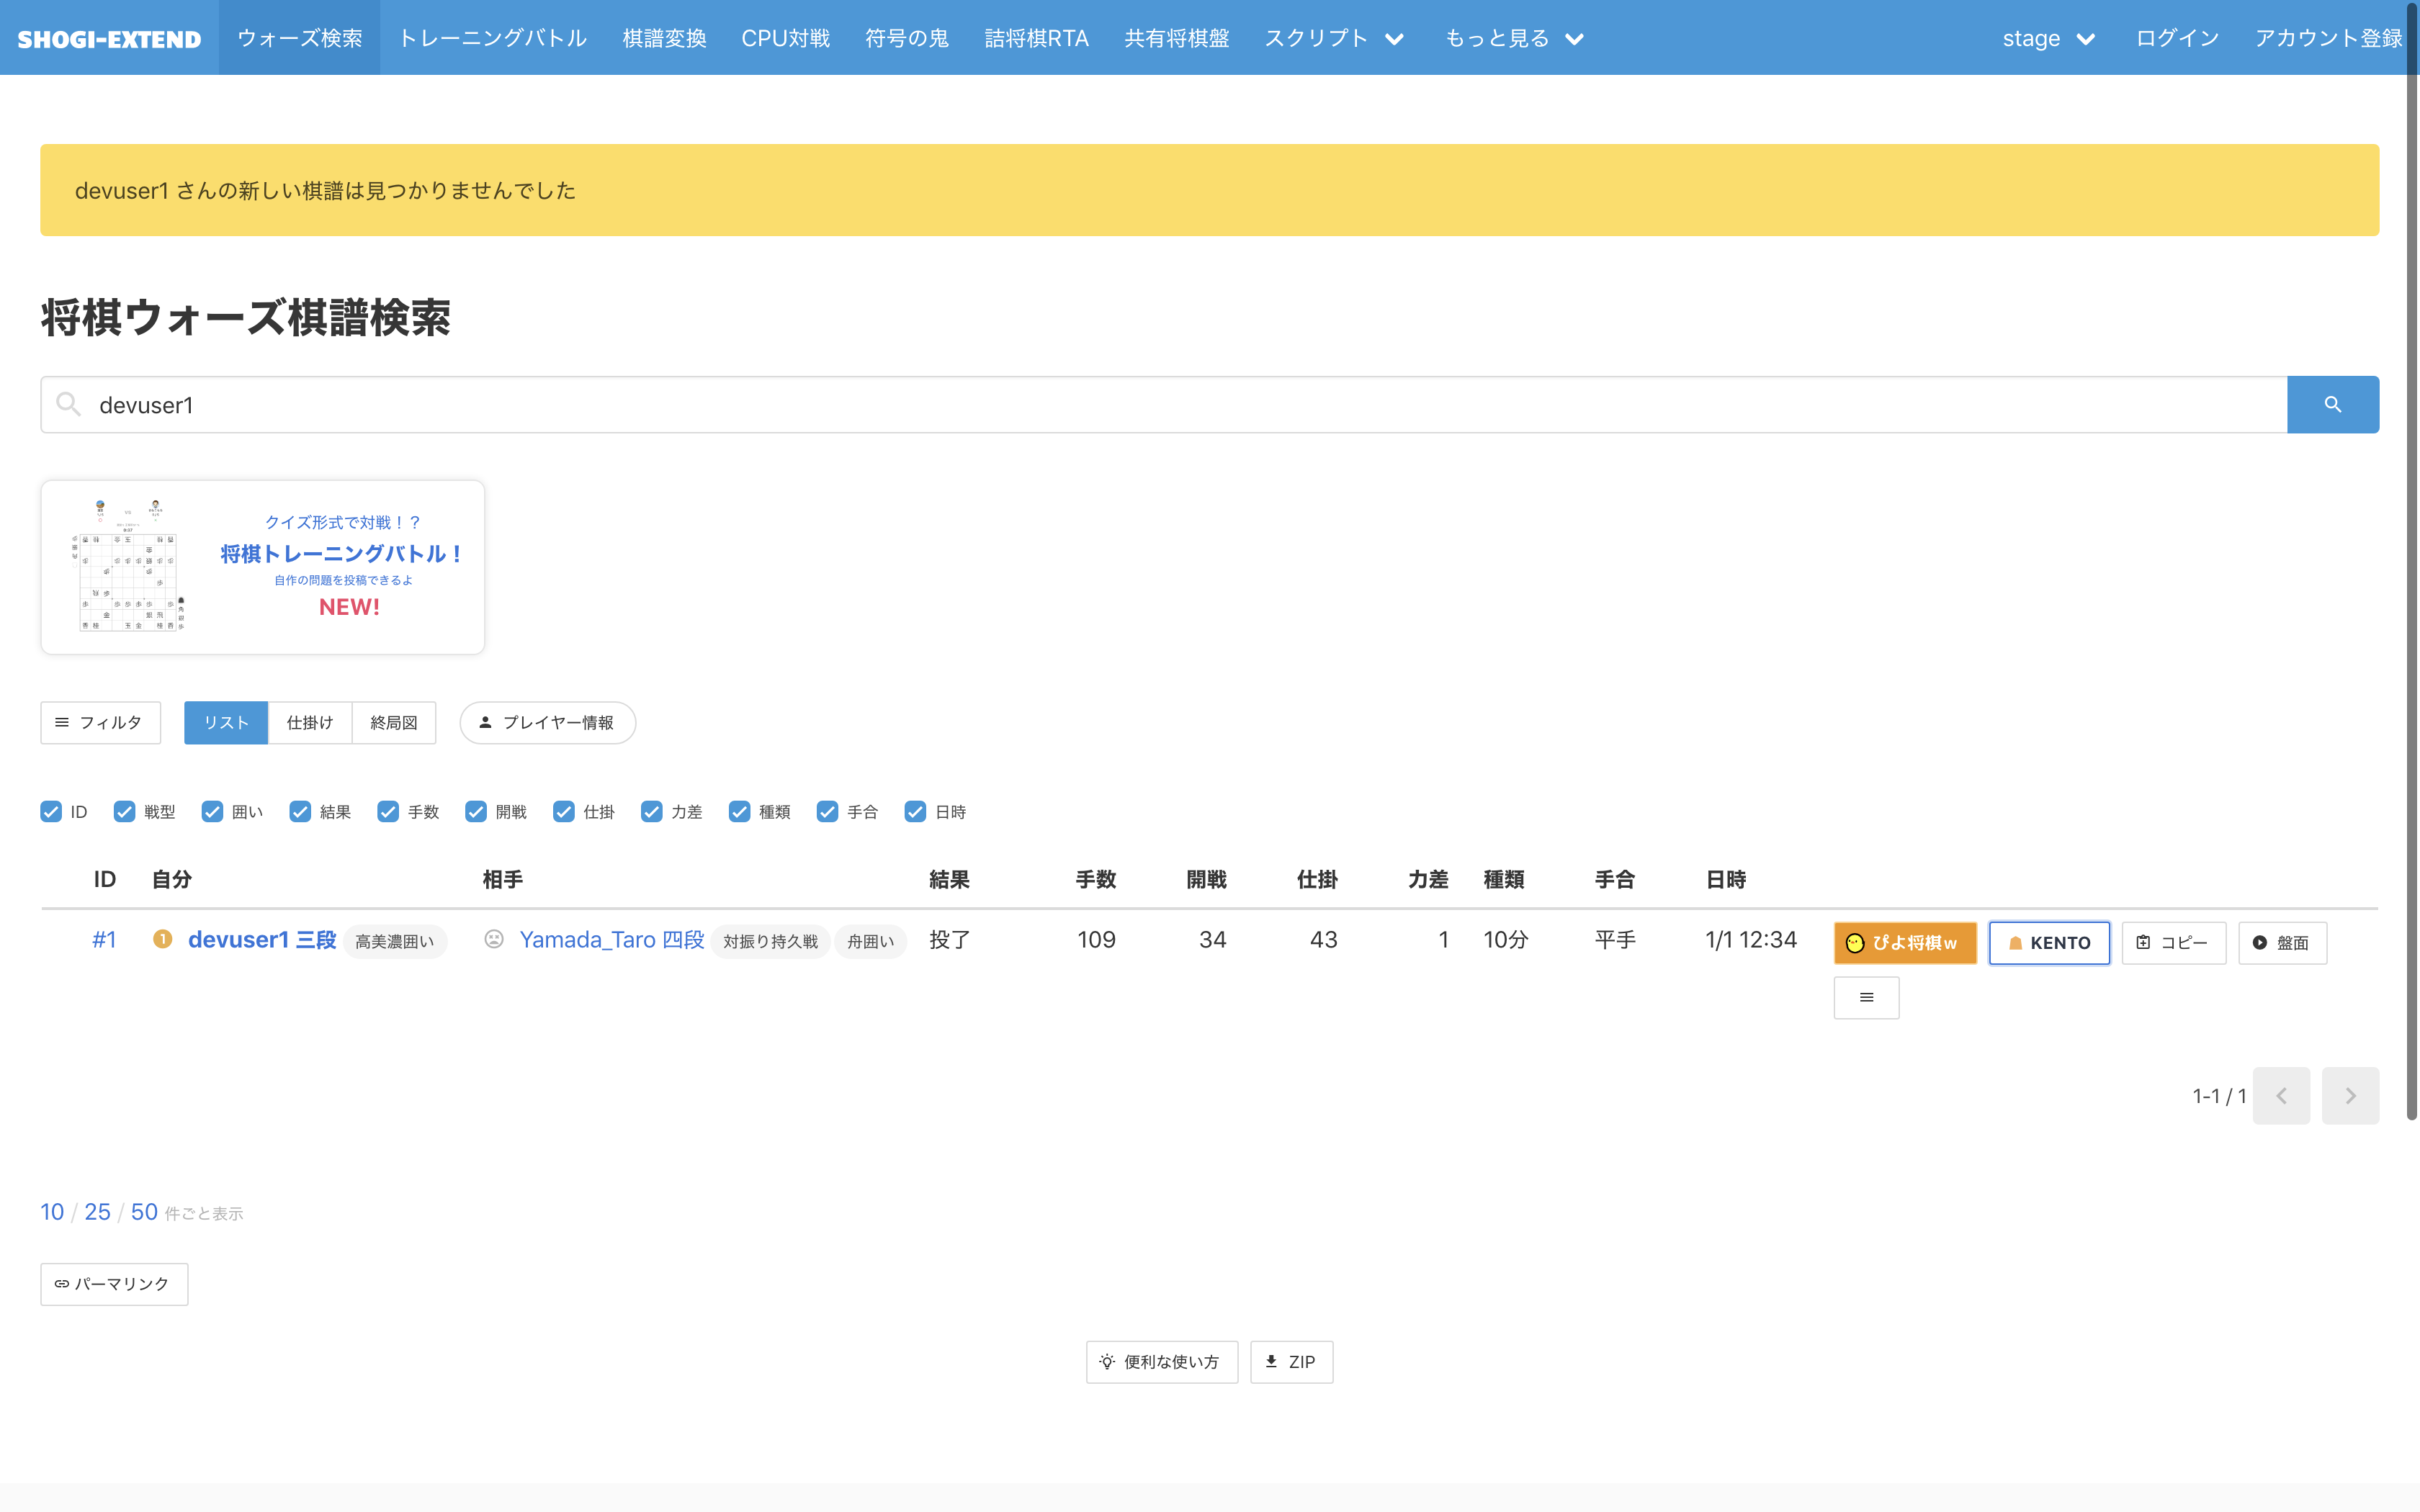 SHOGI-EXTEND ウォーズ検索 トレーニングバトル 棋譜変換 CPU対戦 符号の鬼 詰将棋RTA 共有将棋盤 スクリプト もっと見る stage ログイン アカウント登録
devuser1 さんの新しい棋譜は見つかりませんでした
将棋ウォーズ棋譜検索
devuser1
クイズ形式で対戦！？
将棋トレーニングバトル！
自作の問題を投稿できるよ
NEW!
フィルタ リスト 仕掛け 終局図 プレイヤー情報
ID 戦型 囲い 結果 手数 開戦 仕掛 力差 種類 手合 日時
ID 自分 相手 結果 手数 開戦 仕掛 力差 種類 手合 日時
#1 1 devuser1 三段 高美濃囲い Yamada_Taro 四段 対振り持久戦 舟囲い 投了 109 34 43 1 10分 平手 1/1 12:34 ぴよ将棋w KENTO コピー 盤面
1-1 / 1
10 / 25 / 50 件ごと表示
パーマリンク
便利な使い方 ZIP